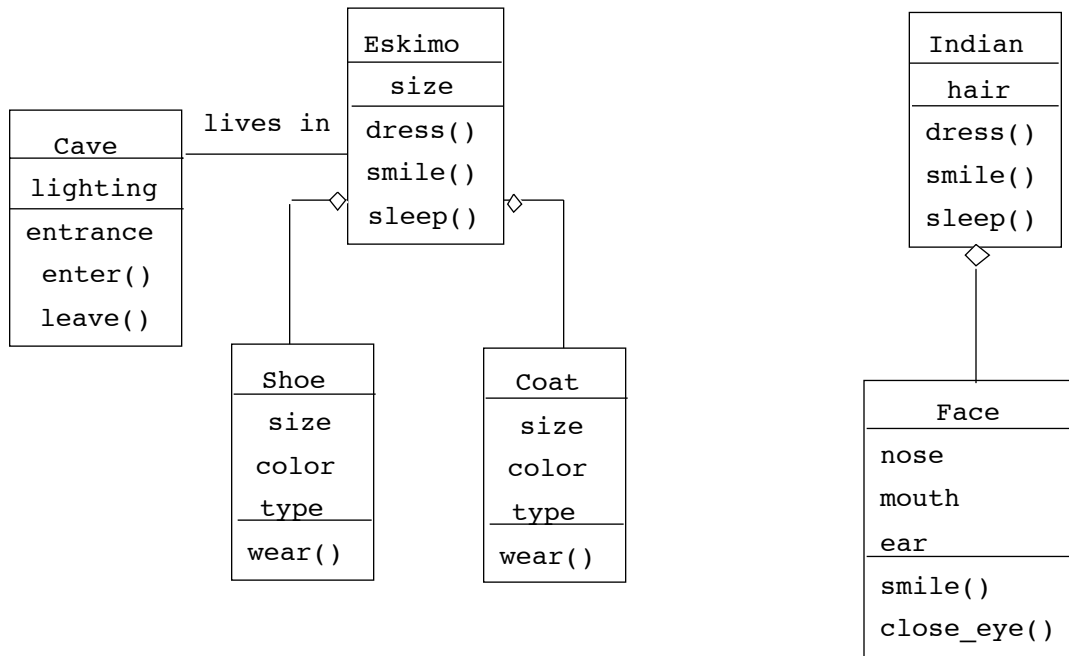 Eskimo
size
dress()
smile()
sleep()
Indian
hair
dress()
smile()
sleep()
lives in
Cave
lighting
entrance
enter()
leave()
Shoe
size
color
type
wear()
Coat
size
color
type
wear()
Face
nose
mouth
ear
smile()
close_eye()